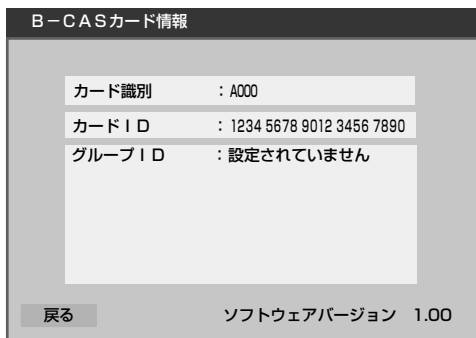 B－CASカード情報
カード識別 ：A000
カードＩＤ ：1234 5678 9012 3456 7890
グループＩＤ ：設定されていません
戻る ソフトウェアバージョン 1.00